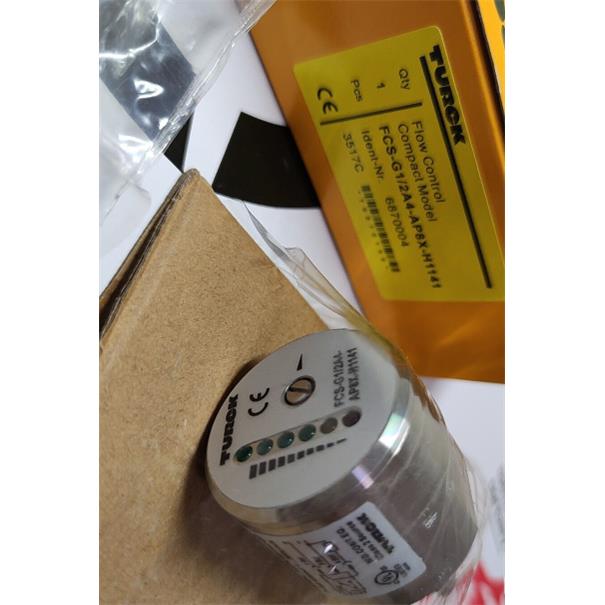 TURCK
Flow Control
Compact Model
FCS-G1/2A4-AP8X-H1141
Ident-Nr. 6870004
3517C
Qty
1
Pcs
CE
TURCK
CE
FCS-G1/2A4-
AP8X-H1141
TURCK